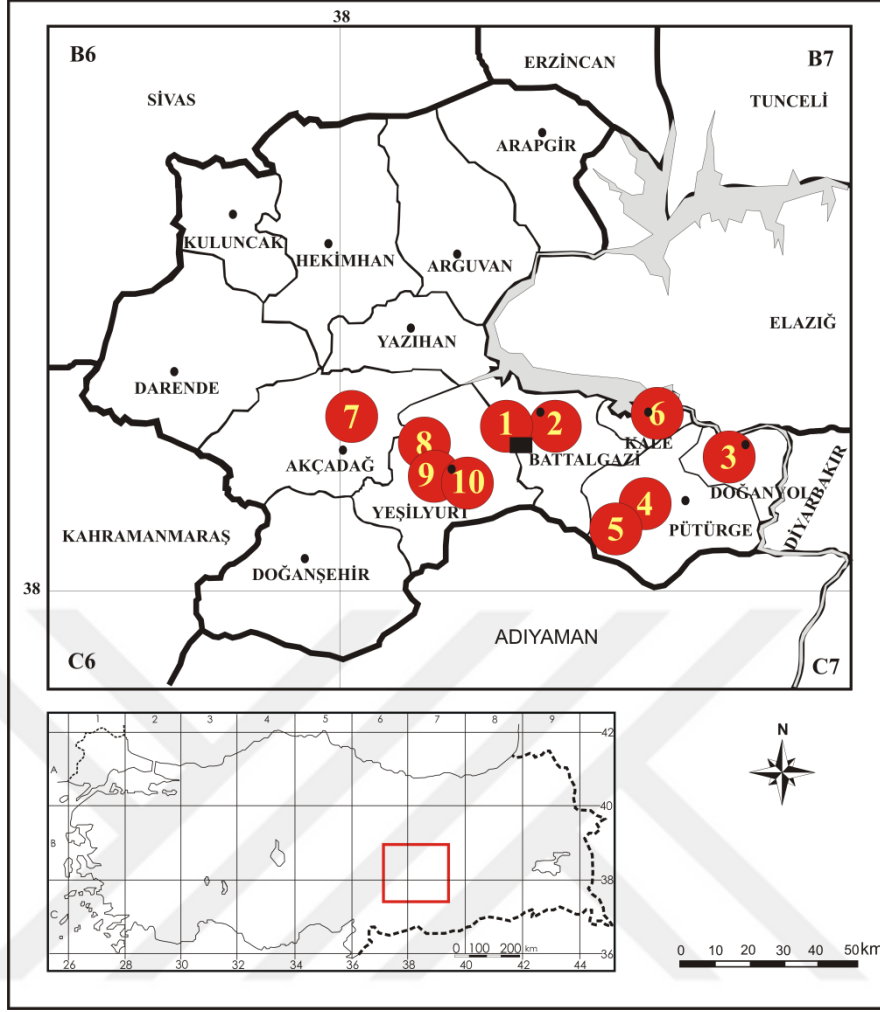 38
B6
B7
ERZİNCAN
SİVAS
TUNCELİ
ARAPGİR
KULUNCAK
HEKİMHAN
ARGUVAN
ELAZIĞ
YAZIHAN
DARENDE
7
1
2
6
8
KALE
3
AKÇADAĞ
BATTALGAZİ
9
10
DOĞANYOL
4
YEŞİLYURT
5
PÜTÜRGE
DİYARBAKIR
KAHRAMANMARAŞ
DOĞANŞEHİR
38
ADIYAMAN
C6
C7
1 2 3 4 5 6 7 8 9
42
A
N
40
B
38
C
0 100 200 km
36
26 28 30 32 34 36 38 40 42 44
0 10 20 30 40 50km